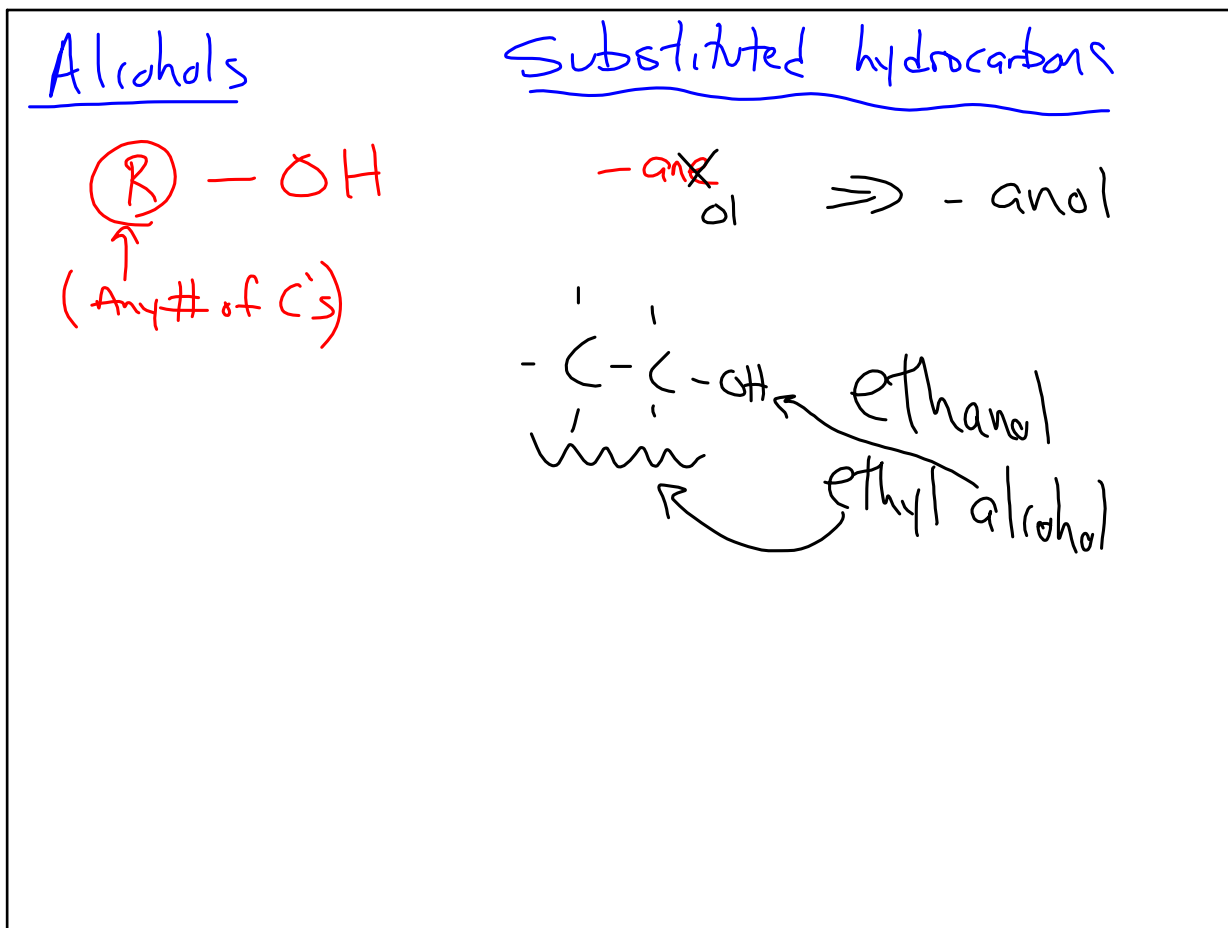 Alcohols
Substituted hydrocarbons
R — OH
(Any # of C's)
- ane
ol
⇒ - anol
- C - C - OH
ethanol
ethyl alcohol